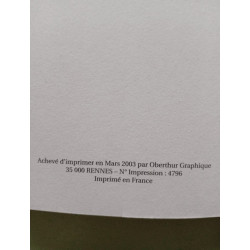 Achevé d'imprimer en Mars 2003 par Oberthur Graphique
35 000 RENNES – N° Impression : 4796
Imprimé en France